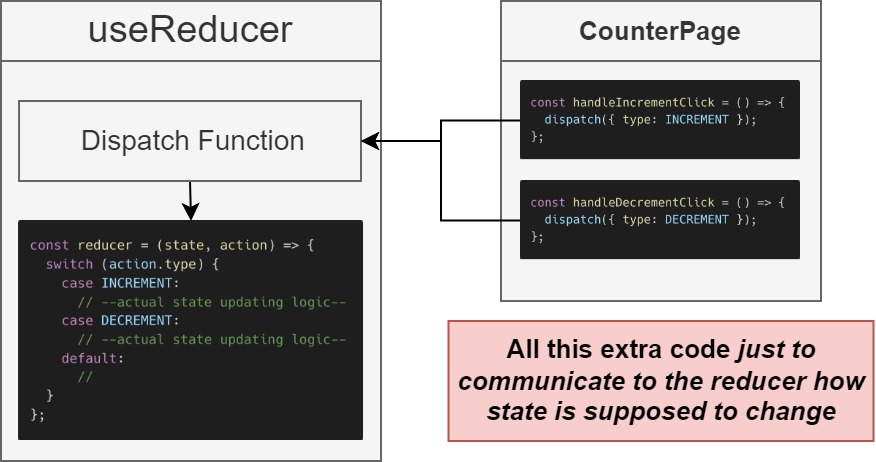 useReducer
Dispatch Function
const reducer = (state, action) => {
  switch (action.type) {
    case INCREMENT:
      // --actual state updating logic--
    case DECREMENT:
      // --actual state updating logic--
    default:
      //
  }
};
CounterPage
const handleIncrementClick = () => {
  dispatch({ type: INCREMENT });
};
const handleDecrementClick = () => {
  dispatch({ type: DECREMENT });
};
All this extra code just to
communicate to the reducer how
state is supposed to change